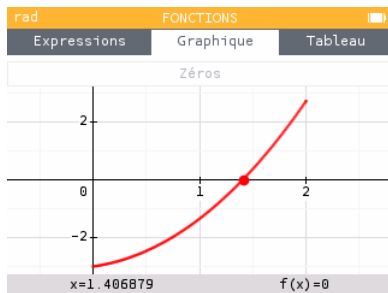 rad FONCTIONS
Expressions Graphique Tableau
Zéros
2
0 1 2
-2
x=1.406879 f(x)=0